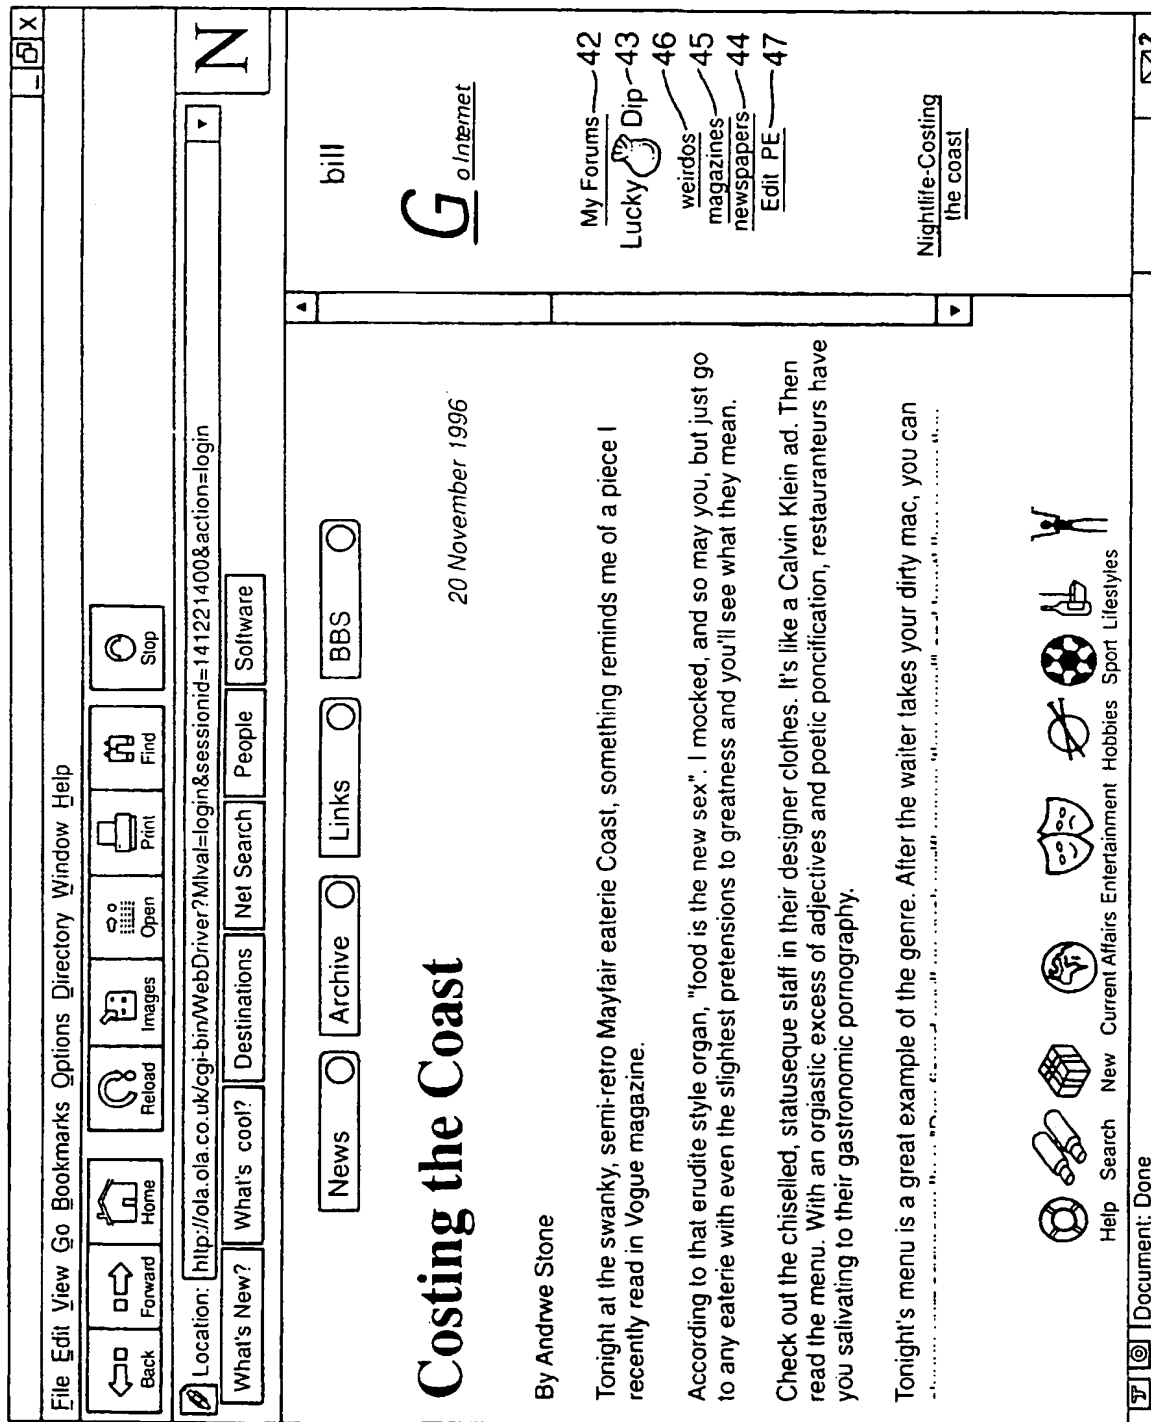 File Edit View Go Bookmarks Options Directory Window Help
Back Forward Home Reload Images Open Print Find Stop
Location: http://ola.ola.co.uk/cgi-bin/WebDriver?MIval=login&sessionid=141221400&action=login
N
What's New? What's cool? Destinations Net Search People Software
News Archive Links BBS
bill
Costing the Coast
20 November 1996
Go Internet
By Andrwe Stone
Tonight at the swanky, semi-retro Mayfair eaterie Coast, something reminds me of a piece I
recently read in Vogue magazine.
According to that erudite style organ, "food is the new sex". I mocked, and so may you, but just go
to any eaterie with even the slightest pretensions to greatness and you'll see what they mean.
Check out the chiselled, statuseque staff in their designer clothes. It's like a Calvin Klein ad. Then
read the menu. With an orgiastic excess of adjectives and poetic poncification, restauranteurs have
you salivating to their gastronomic pornography.
Tonight's menu is a great example of the genre. After the waiter takes your dirty mac, you can
My Forums 42
Lucky Dip 43
weirdos 46
magazines 45
newspapers 44
Edit PE 47
Nightlife-Costing
the coast
Help Search New Current Affairs Entertainment Hobbies Sport Lifestyles
Document: Done